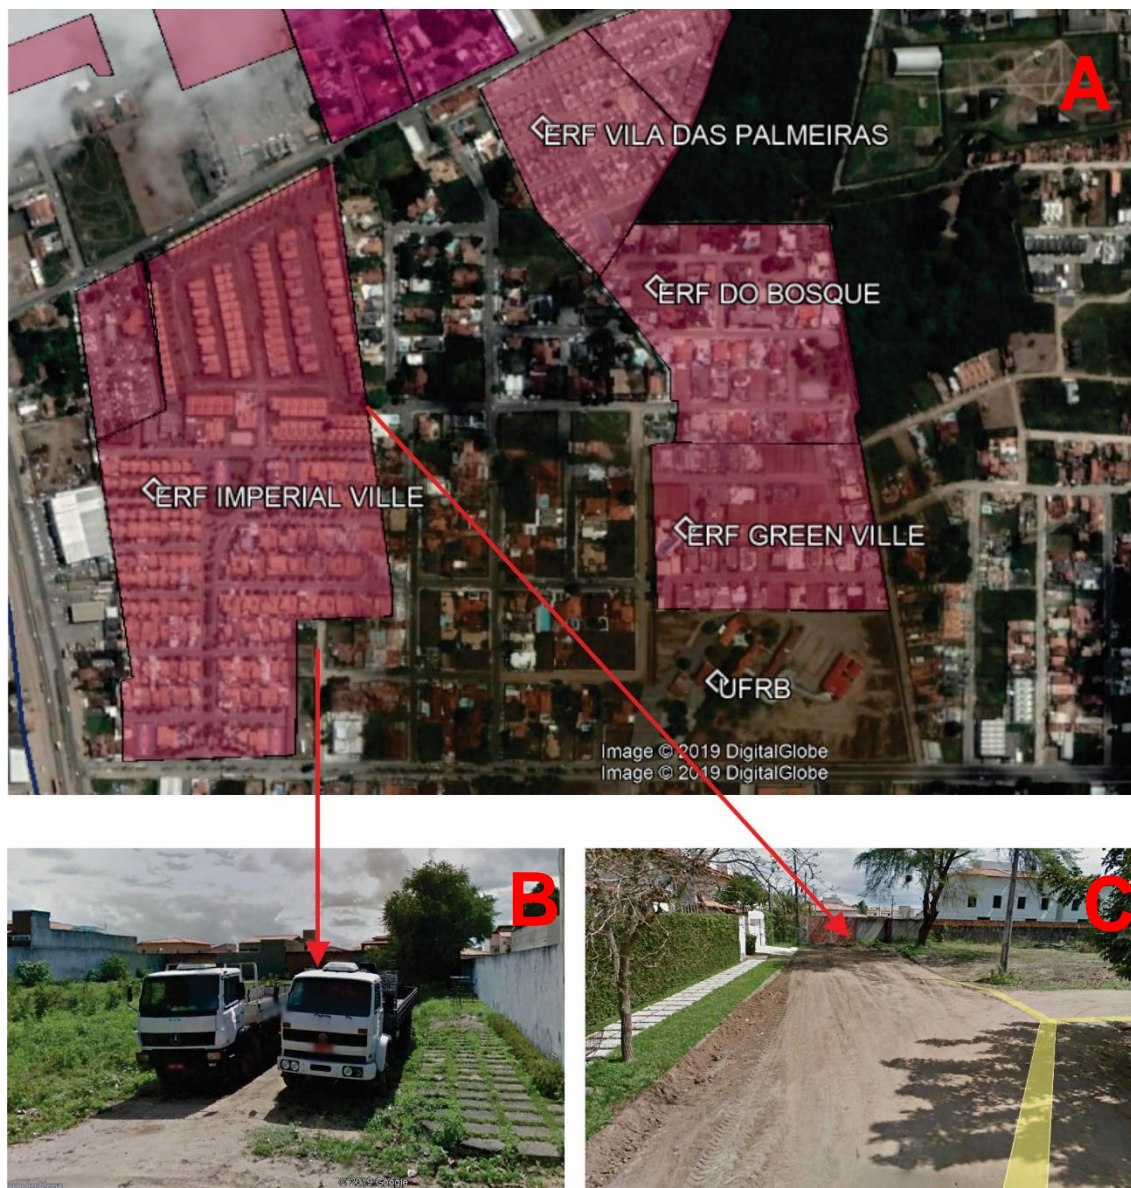 A
ERF VILA DAS PALMEIRAS
ERF DO BOSQUE
ERF IMPERIAL VILLE
ERF GREEN VILLE
UFRB
Image © 2019 DigitalGlobe
Image © 2019 DigitalGlobe
B
C
© 2019 Google